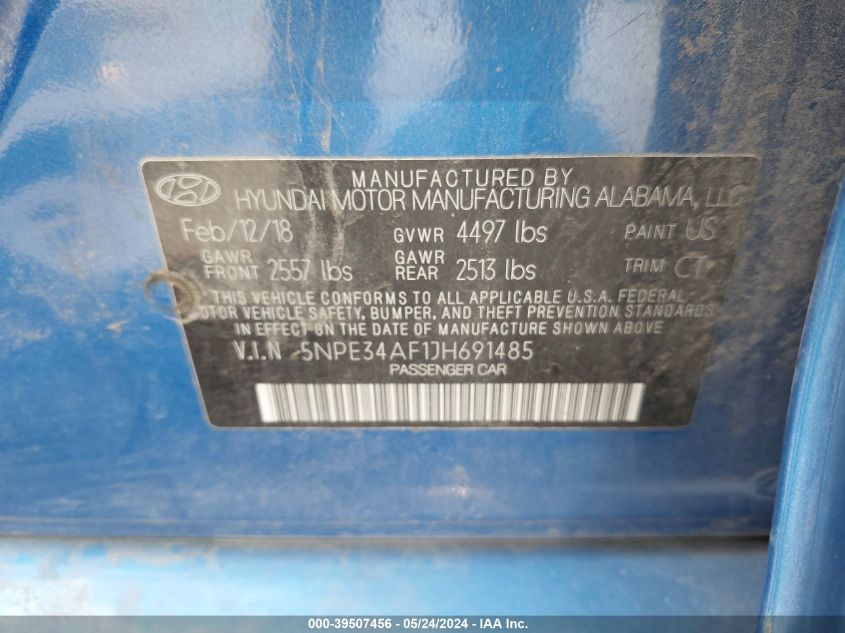 MANUFACTURED BY
HYUNDAI MOTOR MANUFACTURING ALABAMA, LLC
Feb/12/18 GVWR 4497 lbs PAINT US
GAWR FRONT 2557 lbs GAWR REAR 2513 lbs TRIM CT
THIS VEHICLE CONFORMS TO ALL APPLICABLE U.S.A. FEDERAL
MOTOR VEHICLE SAFETY, BUMPER, AND THEFT PREVENTION STANDARDS
IN EFFECT ON THE DATE OF MANUFACTURE SHOWN ABOVE
V.I.N 5NPE34AF1JH691485
PASSENGER CAR
000-39507456 - 05/24/2024 - IAA Inc.